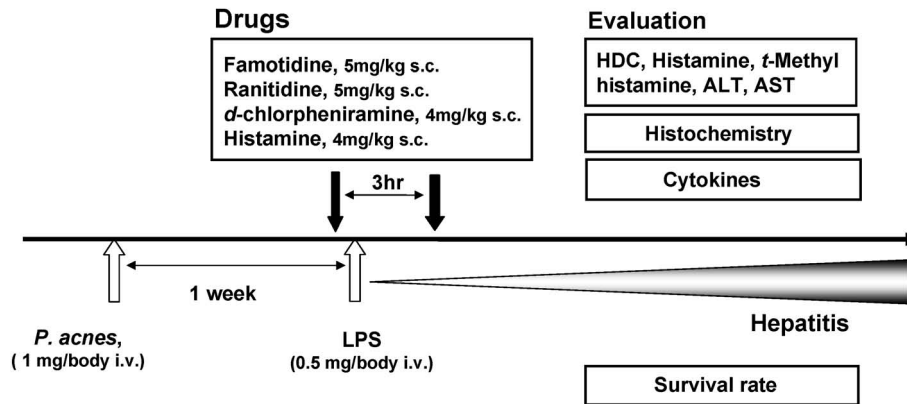 Drugs
Famotidine, 5mg/kg s.c.
Ranitidine, 5mg/kg s.c.
d-chlorpheniramine, 4mg/kg s.c.
Histamine, 4mg/kg s.c.
3hr
Evaluation
HDC, Histamine, t-Methyl
histamine, ALT, AST
Histochemistry
Cytokines
1 week
P. acnes,
( 1 mg/body i.v.)
LPS
(0.5 mg/body i.v.)
Hepatitis
Survival rate